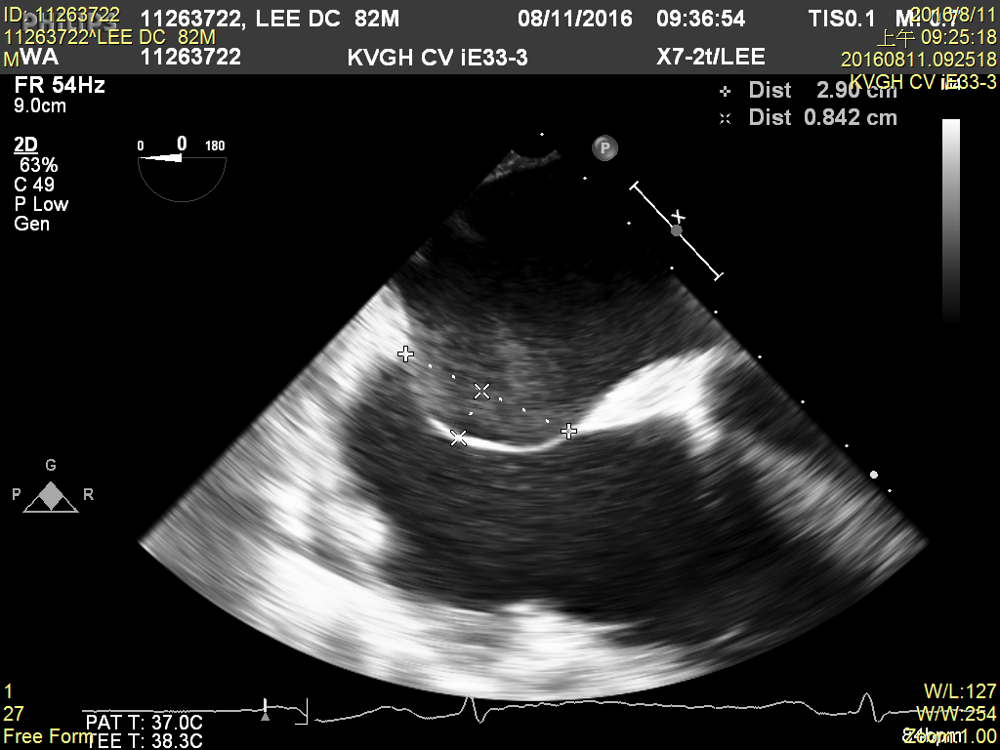 ID: 11263722
11263722, LEE DC 82M
08/11/2016 09:36:54
TIS0.1
2016/8/11
11263722^LEE DC 82M
上午 09:25:18
M
WA
11263722
KVGH CV iE33-3
X7-2t/LEE
20160811.092518
KVGH CV iE33-3
FR 54Hz
9.0cm
Dist 2.90 cm
Dist 0.842 cm
2D
63%
C 49
P Low
Gen
0 0 180
P
X
G
P R
1
27
Free Form
PAT T: 37.0C
TEE T: 38.3C
W/L:127
W/W:254
Zoom:1.00